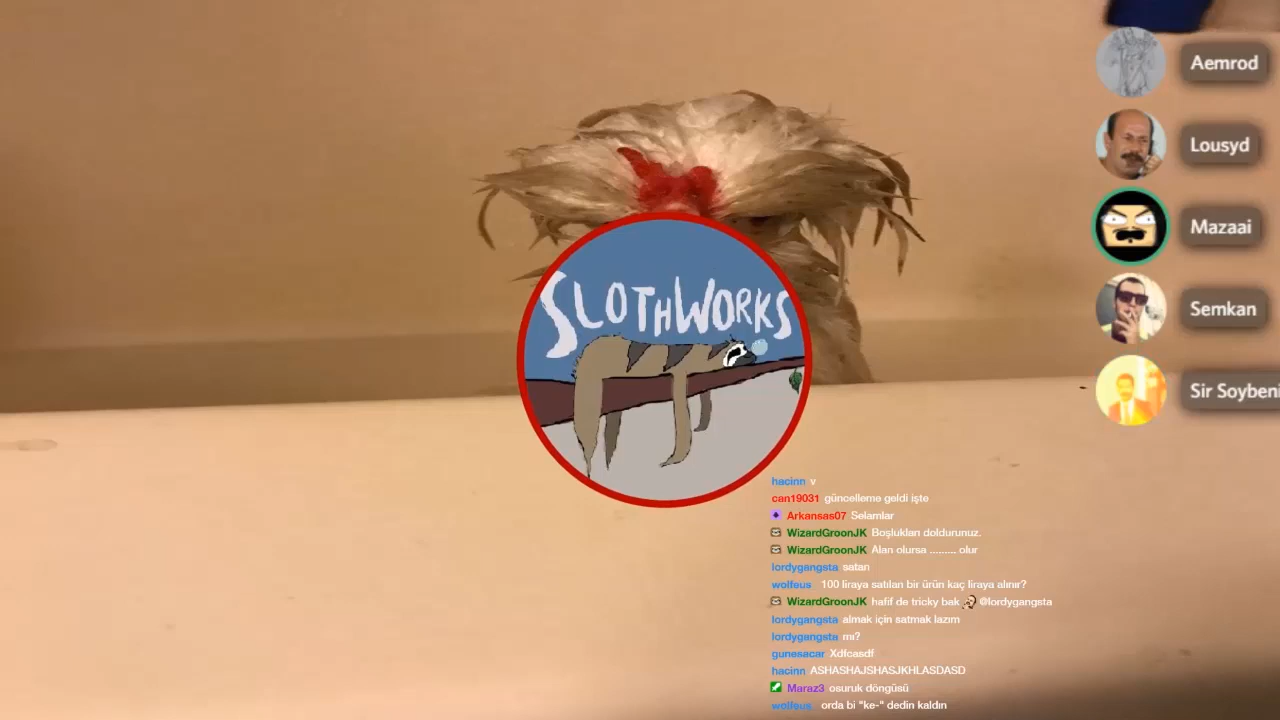 Aemrod
Lousyd
Mazaai
Semkan
Sir Soybeni
SLOTHWORKS
hacinn v
can19031 güncelleme geldi işte
Arkansas07 Selamlar
WizardGroonJK Boşlukları doldurunuz.
WizardGroonJK Alan olursa ......... olur
lordygangsta satan
wolfeus 100 liraya satılan bir ürün kaç liraya alınır?
WizardGroonJK hafif de tricky bak @lordygangsta
lordygangsta almak için satmak lazım
lordygangsta mı?
gunesacar Xdfcasdf
hacinn ASHASHAJSHASJKHLASDASD
Maraz3 osuruk döngüsü
wolfeus orda bi "ke-" dedin kaldın